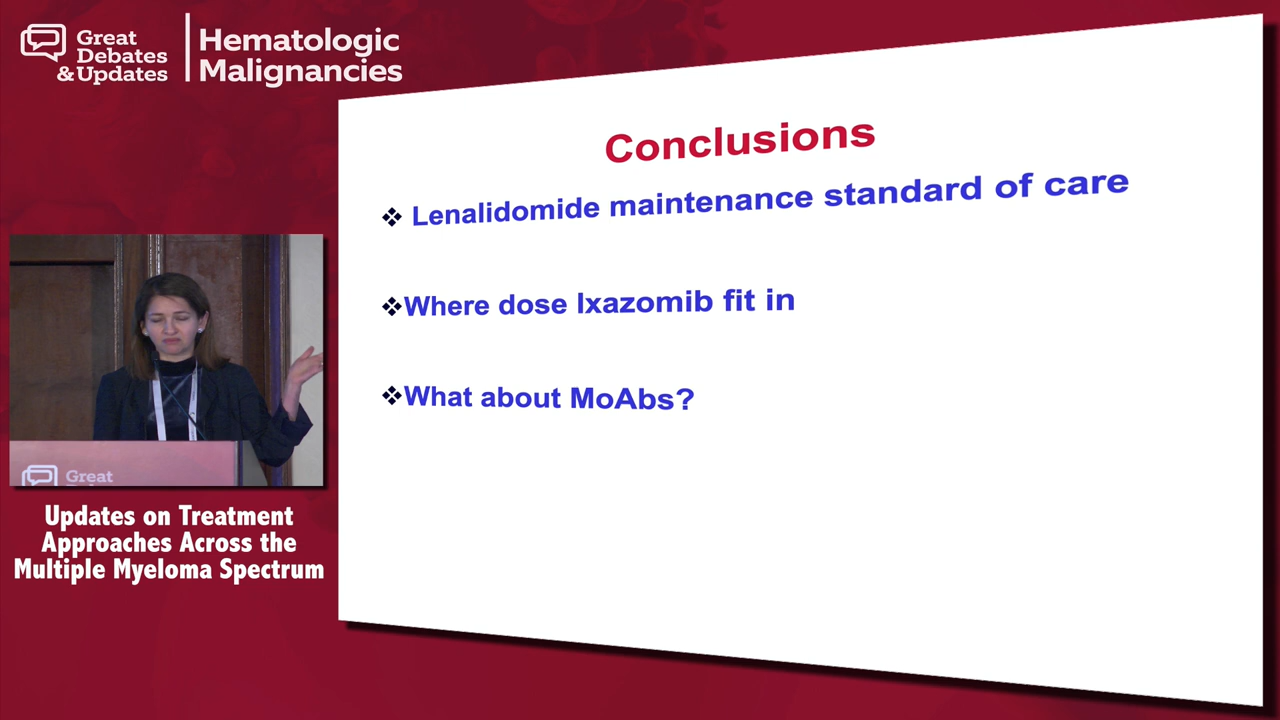 Great
Debates
& Updates
Hematologic
Malignancies
Conclusions
❖ Lenalidomide maintenance standard of care
❖ Where dose Ixazomib fit in
❖ What about MoAbs?
Great
Updates on Treatment
Approaches Across the
Multiple Myeloma Spectrum